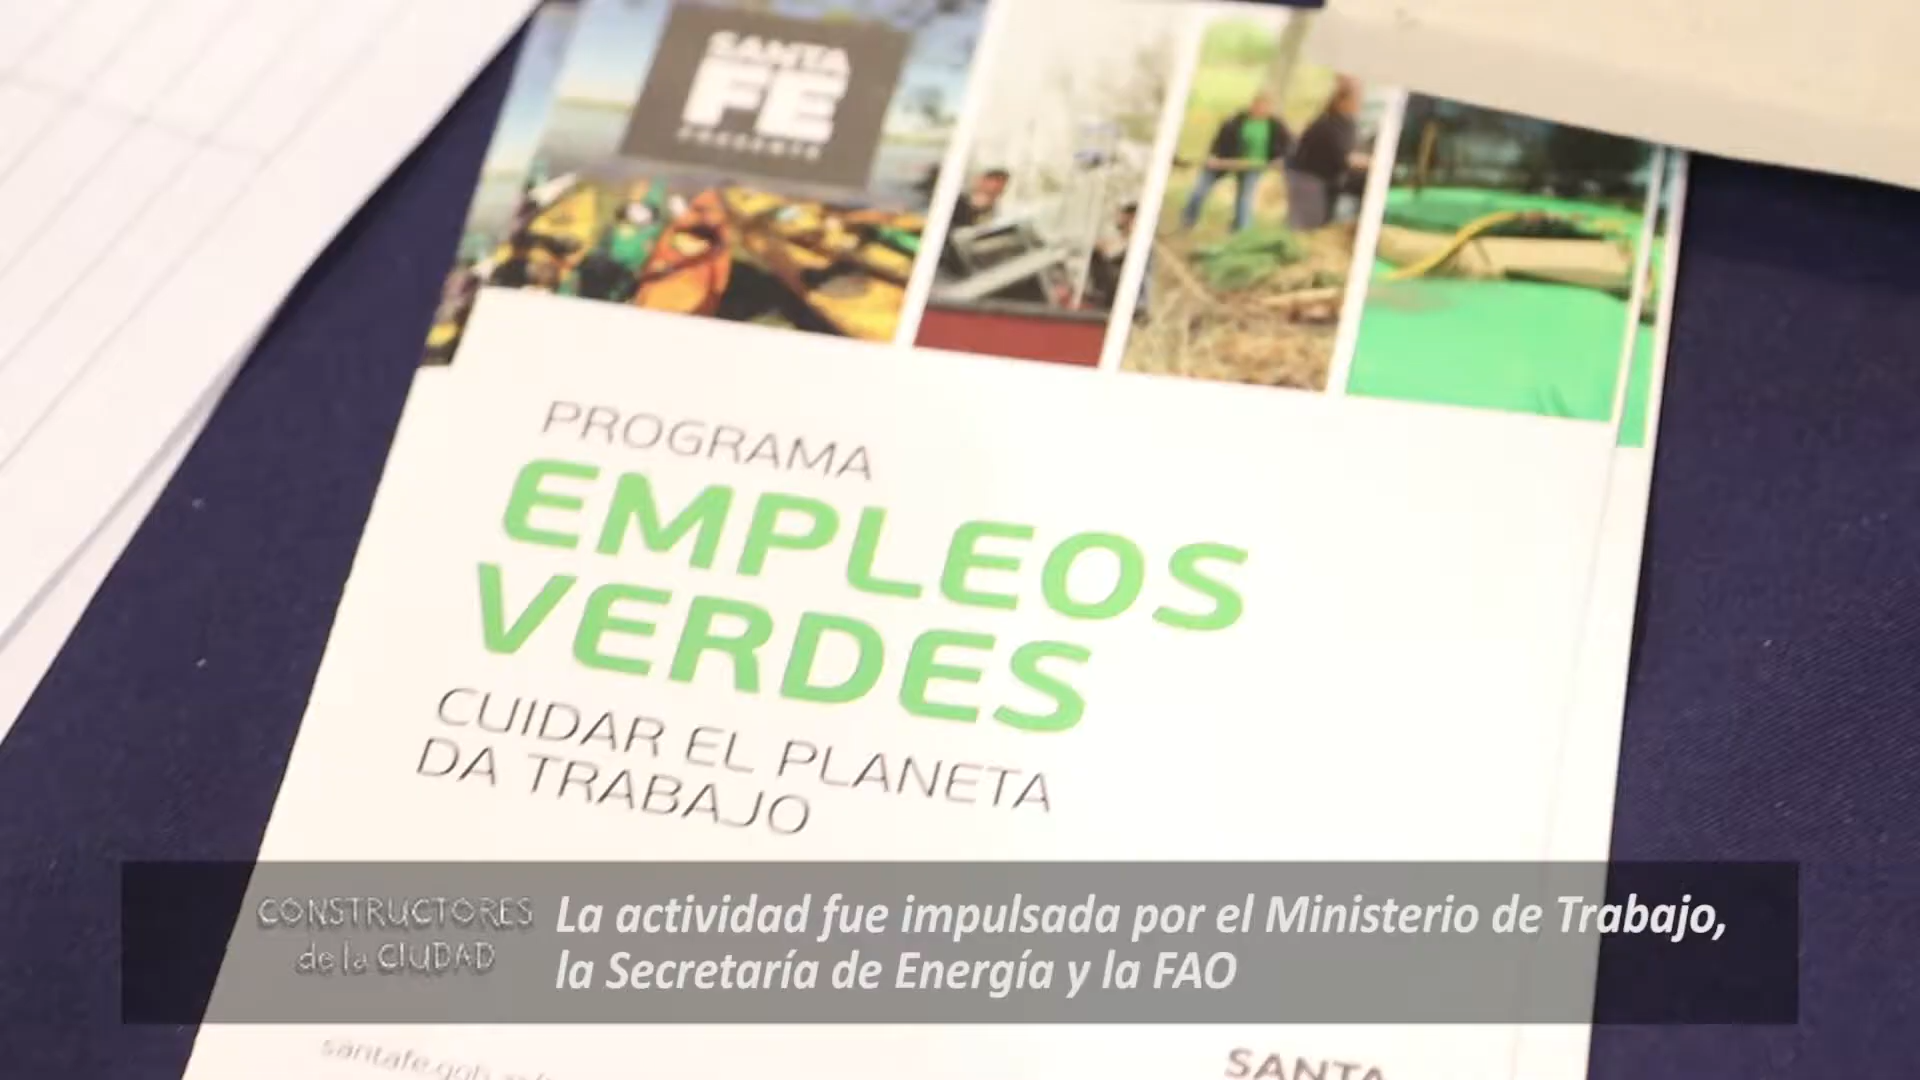 SANTA
FE
PRESENTE
PROGRAMA
EMPLEOS
VERDES
CUIDAR EL PLANETA
DA TRABAJO
CONSTRUCTORES
de la CIUDAD
La actividad fue impulsada por el Ministerio de Trabajo,
la Secretaría de Energía y la FAO
SANTA